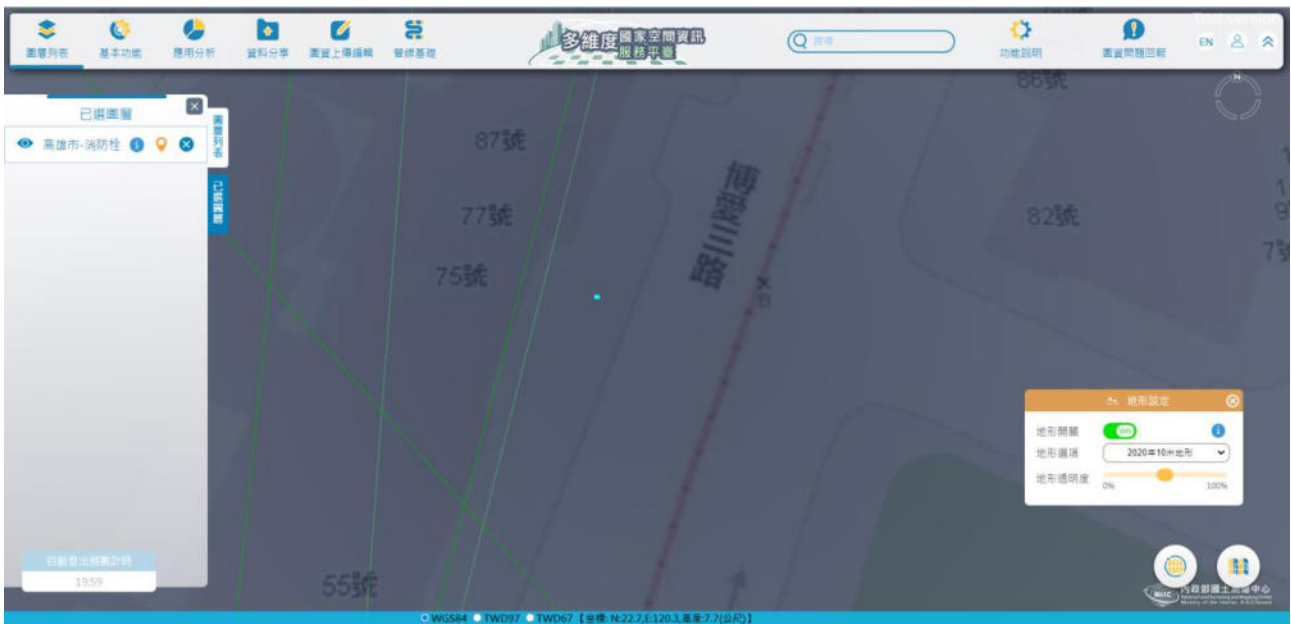 圖層列表
基本功能
應用分析
資料分享
圖資上傳編輯
管線基礎
多維度國家空間資訊
服務平臺
搜尋
功能說明
圖資問題回報
EN
已選圖層
高雄市-消防栓
圖層列表
已選圖層
86號
87號
77號
75號
55號
博愛三路
82號
N
地形設定
地形開關
on
地形選項
2020年10米地形
地形透明度
0%
100%
自動登出倒數計時
19:59
NLSC
內政部國土測繪中心
WGS84 TWD97 TWD67【坐標: N:22.7,E:120.3,高度:7.7(公尺)】